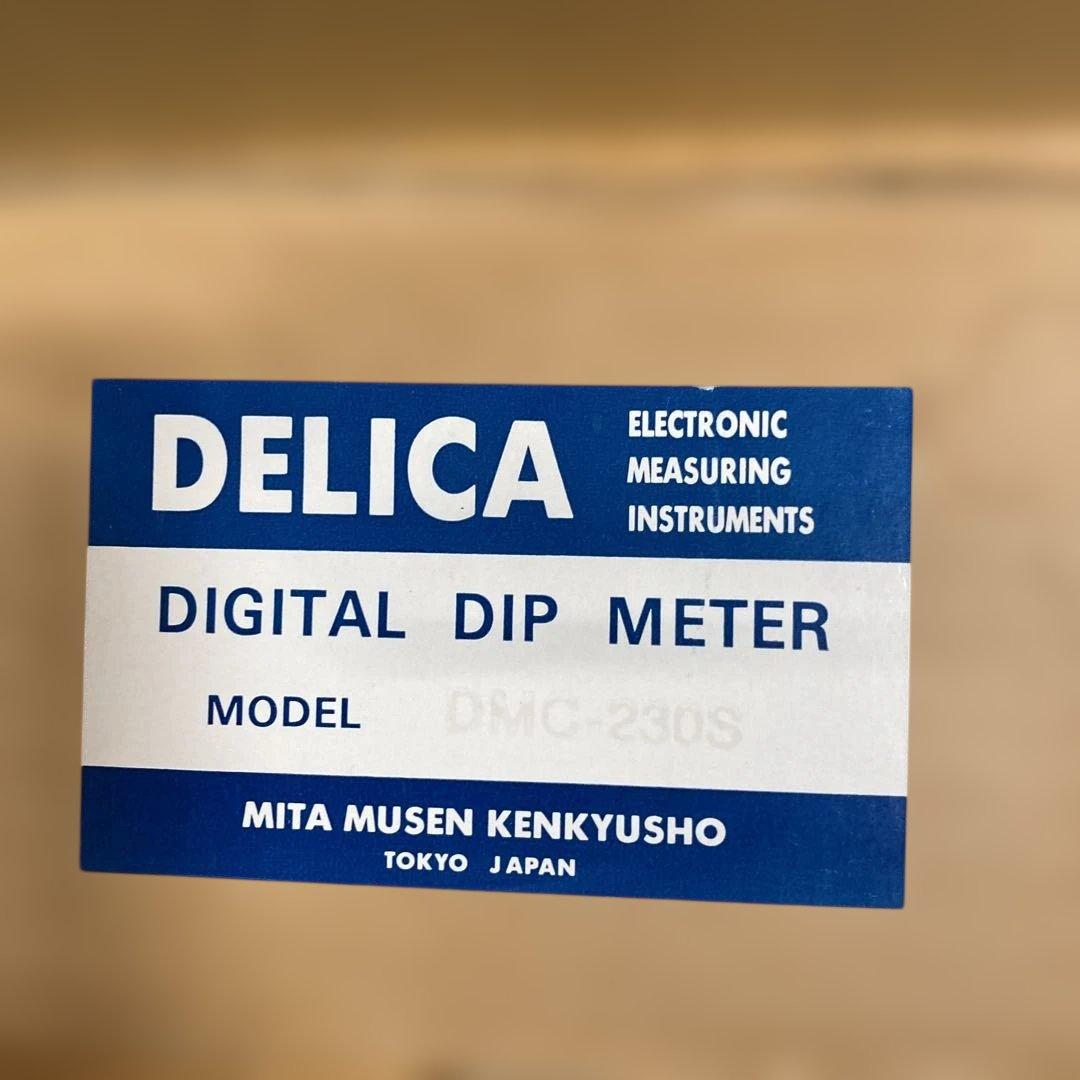 DELICA
ELECTRONIC
MEASURING
INSTRUMENTS
DIGITAL DIP METER
MODEL DMC-230S
MITA MUSEN KENKYUSHO
TOKYO JAPAN